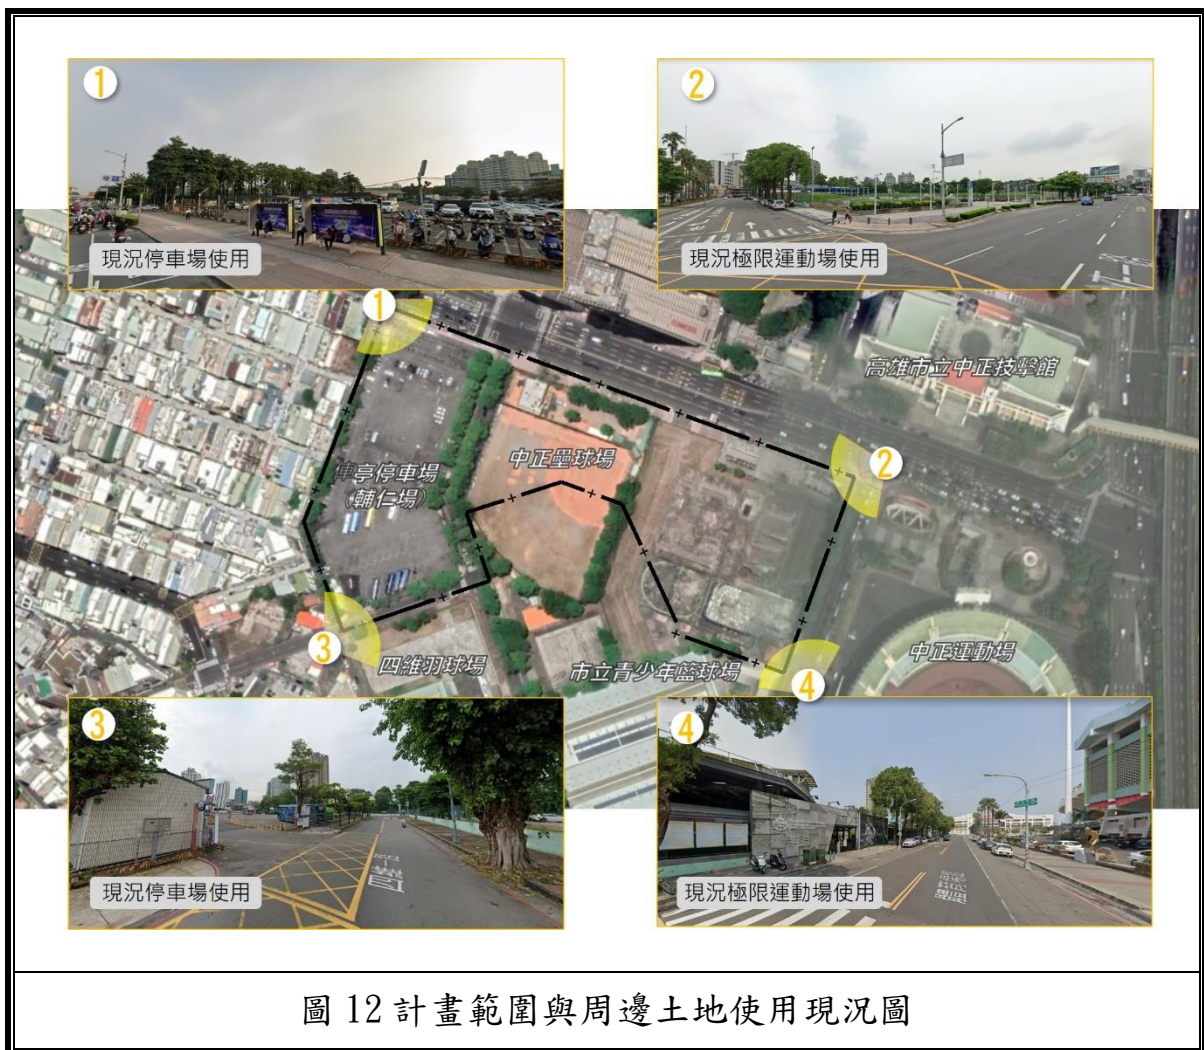 1
現況停車場使用
2
現況極限運動場使用
1
高雄市立中正技擊館
中正壘球場
2
車亭停車場
(輔仁場)
3
四維羽球場
市立青少年籃球場
中正運動場
4
3
四維二路
現況停車場使用
4
現況極限運動場使用
圖 12 計畫範圍與周邊土地使用現況圖